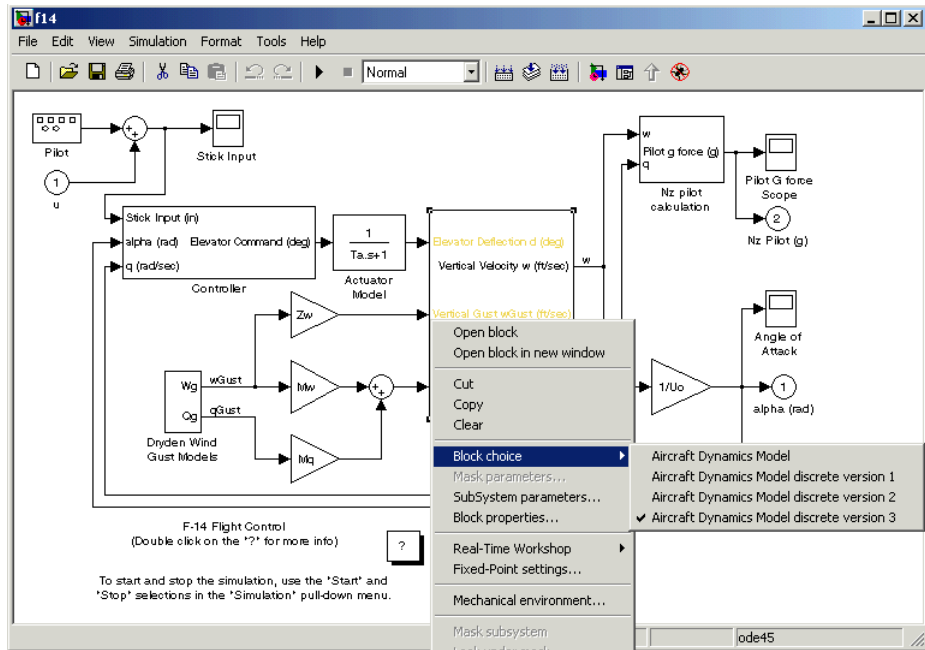 f14
File Edit View Simulation Format Tools Help
Normal
Pilot
1
u
+
+
Stick Input
Stick Input (in)
alpha (rad) Elevator Command (deg)
q (rad/sec)
Controller
1
Ta.s+1
Actuator
Model
Elevator Deflection d (deg)
Vertical Velocity w (ft/sec)
w
Vertical Gust wGust (ft/sec)
w
Pilot g force (g)
q
Nz pilot
calculation
Pilot G force
Scope
2
Nz Pilot (g)
Angle of
Attack
1/Uo
1
alpha (rad)
Zw
Mw
Mq
+
+
Wg
wGust
Qg
qGust
Dryden Wind
Gust Models
F-14 Flight Control
(Double click on the "?" for more info)
?
To start and stop the simulation, use the "Start" and
"Stop" selections in the "Simulation" pull-down menu.
Open block
Open block in new window
Cut
Copy
Clear
Block choice
Mask parameters...
SubSystem parameters...
Block properties...
Real-Time Workshop
Fixed-Point settings...
Mechanical environment...
Mask subsystem
Aircraft Dynamics Model
Aircraft Dynamics Model discrete version 1
Aircraft Dynamics Model discrete version 2
Aircraft Dynamics Model discrete version 3
ode45